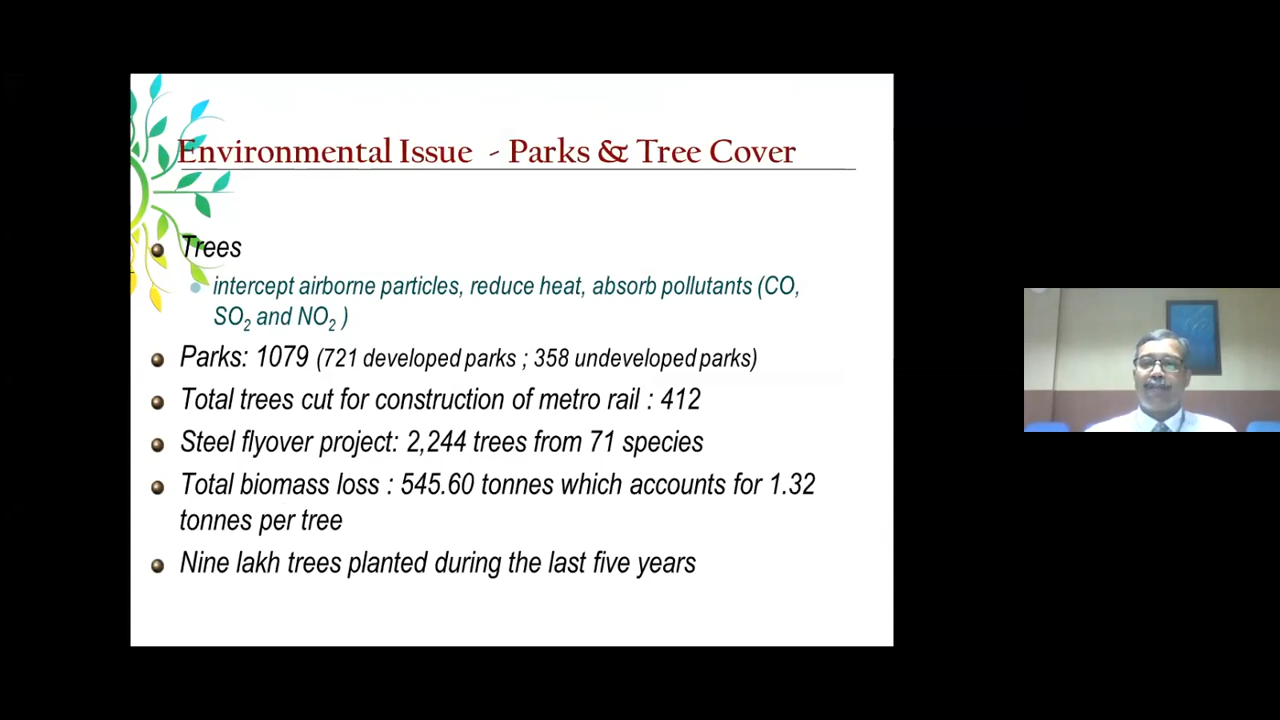 Environmental Issue - Parks & Tree Cover
Trees
intercept airborne particles, reduce heat, absorb pollutants (CO,
SO2 and NO2 )
Parks: 1079 (721 developed parks ; 358 undeveloped parks)
Total trees cut for construction of metro rail : 412
Steel flyover project: 2,244 trees from 71 species
Total biomass loss : 545.60 tonnes which accounts for 1.32
tonnes per tree
Nine lakh trees planted during the last five years